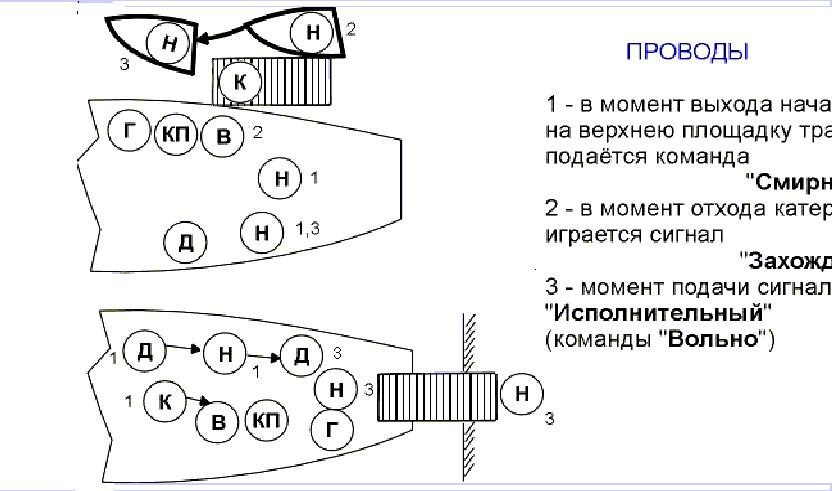 Н
Н
2
3
К
Г
КП
В
2
Н
1
Д
Н
1,3
ПРОВОДЫ
1 - в момент выхода нача
на верхнею площадку тра
подаётся команда
"Смирн
2 - в момент отхода катер
играется сигнал
"Захожд
3 - момент подачи сигнал
"Исполнительный"
(команды "Вольно")
1
Д
Н
1
Д
3
1
К
В
КП
Н
3
Г
Н
3